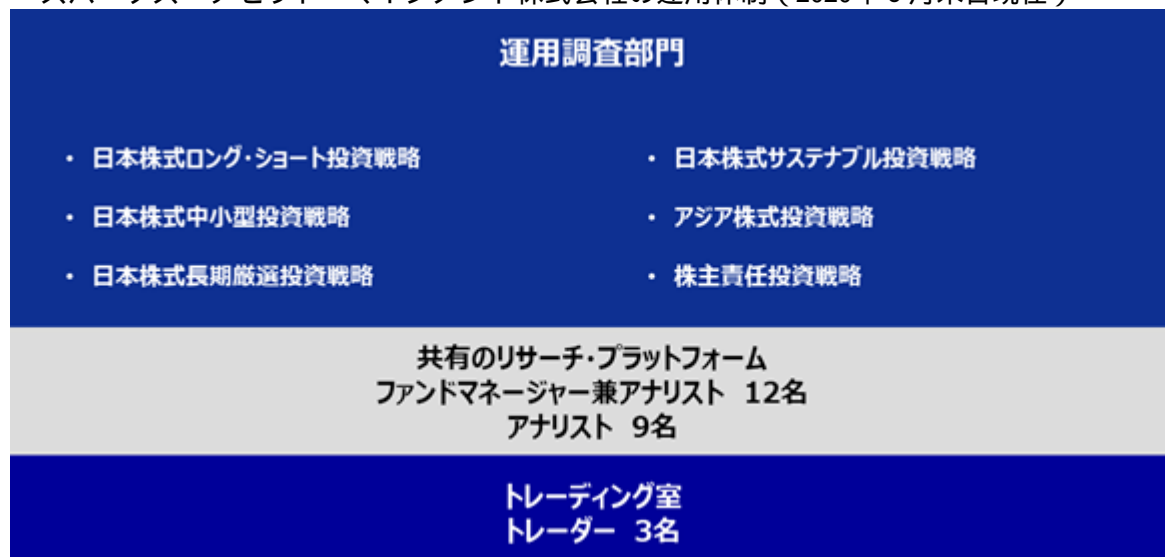 運用調査部門
・ 日本株式ロング・ショート投資戦略
・ 日本株式中小型投資戦略
・ 日本株式長期厳選投資戦略
・ 日本株式サステナブル投資戦略
・ アジア株式投資戦略
・ 株主責任投資戦略
共有のリサーチ・プラットフォーム
ファンドマネージャー兼アナリスト 12名
アナリスト 9名
トレーディング室
トレーダー 3名